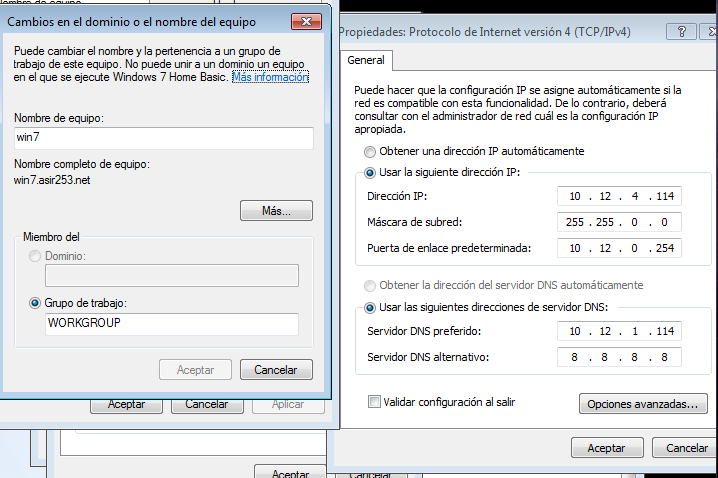 Cambios en el dominio o el nombre del equipo
Puede cambiar el nombre y la pertenencia a un grupo de
trabajo de este equipo. No puede unir a un dominio un equipo
en el que se ejecute Windows 7 Home Basic. Más información
Nombre de equipo:
win7
Nombre completo de equipo:
win7.asir253.net
Más...
Miembro del
Dominio:
Grupo de trabajo:
WORKGROUP
Aceptar Cancelar
Aceptar Cancelar Aplicar
Aceptar Cancelar
Propiedades: Protocolo de Internet versión 4 (TCP/IPv4)
General
Puede hacer que la configuración IP se asigne automáticamente si la
red es compatible con esta funcionalidad. De lo contrario, deberá
consultar con el administrador de red cuál es la configuración IP
apropiada.
Obtener una dirección IP automáticamente
Usar la siguiente dirección IP:
Dirección IP: 10 . 12 . 4 . 114
Máscara de subred: 255 . 255 . 0 . 0
Puerta de enlace predeterminada: 10 . 12 . 0 . 254
Obtener la dirección del servidor DNS automáticamente
Usar las siguientes direcciones de servidor DNS:
Servidor DNS preferido: 10 . 12 . 1 . 114
Servidor DNS alternativo: 8 . 8 . 8 . 8
Validar configuración al salir
Opciones avanzadas...
Aceptar Cancelar